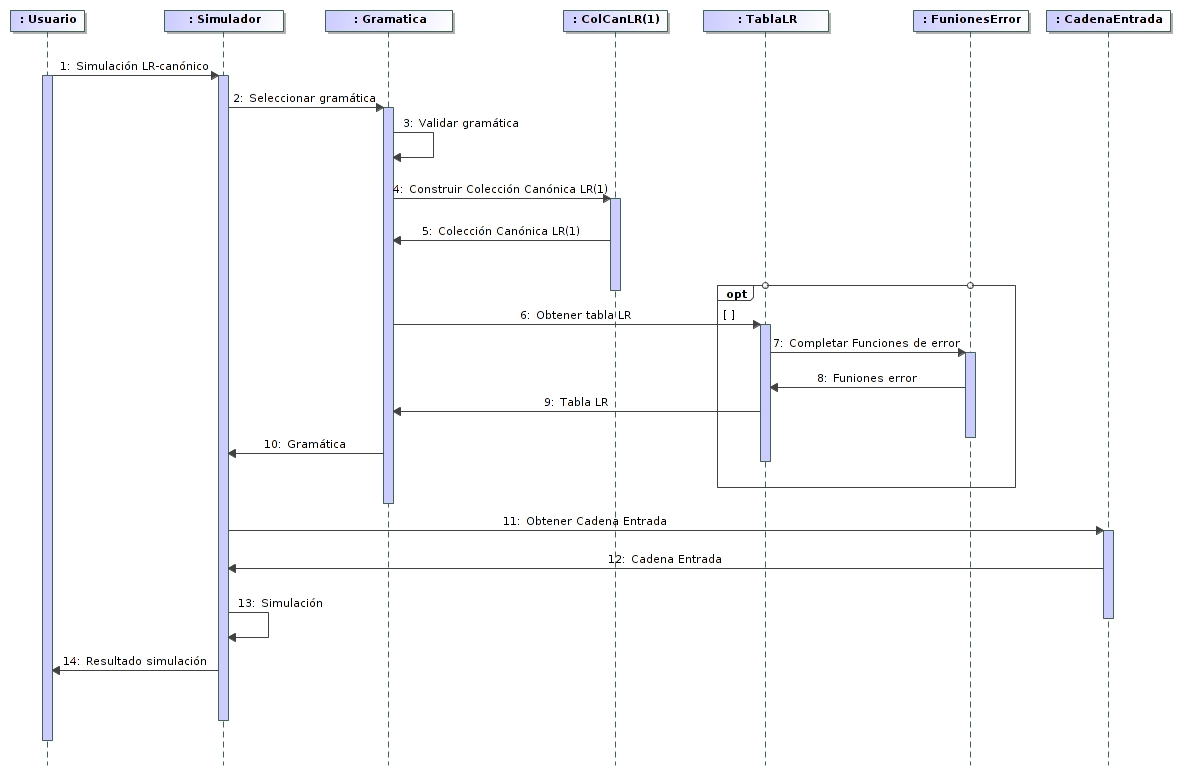 : Usuario
: Simulador
: Gramatica
: ColCanLR(1)
: TablaLR
: FunionesError
: CadenaEntrada
1: Simulación LR-canónico
2: Seleccionar gramática
3: Validar gramática
4: Construir Colección Canónica LR(1)
5: Colección Canónica LR(1)
opt
[ ]
6: Obtener tabla LR
7: Completar Funciones de error
8: Funiones error
9: Tabla LR
10: Gramática
11: Obtener Cadena Entrada
12: Cadena Entrada
13: Simulación
14: Resultado simulación